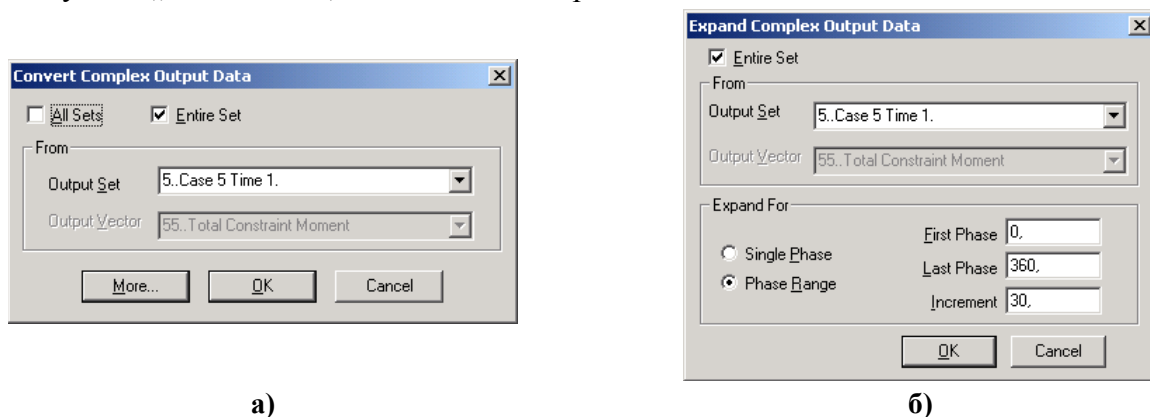 Convert Complex Output Data
All Sets
Entire Set
From
Output Set
5..Case 5 Time 1.
Output Vector
55..Total Constraint Moment
More...
OK
Cancel
а)
Expand Complex Output Data
Entire Set
From
Output Set
5..Case 5 Time 1.
Output Vector
55..Total Constraint Moment
Expand For
Single Phase
Phase Range
First Phase
0,
Last Phase
360,
Increment
30,
OK
Cancel
б)